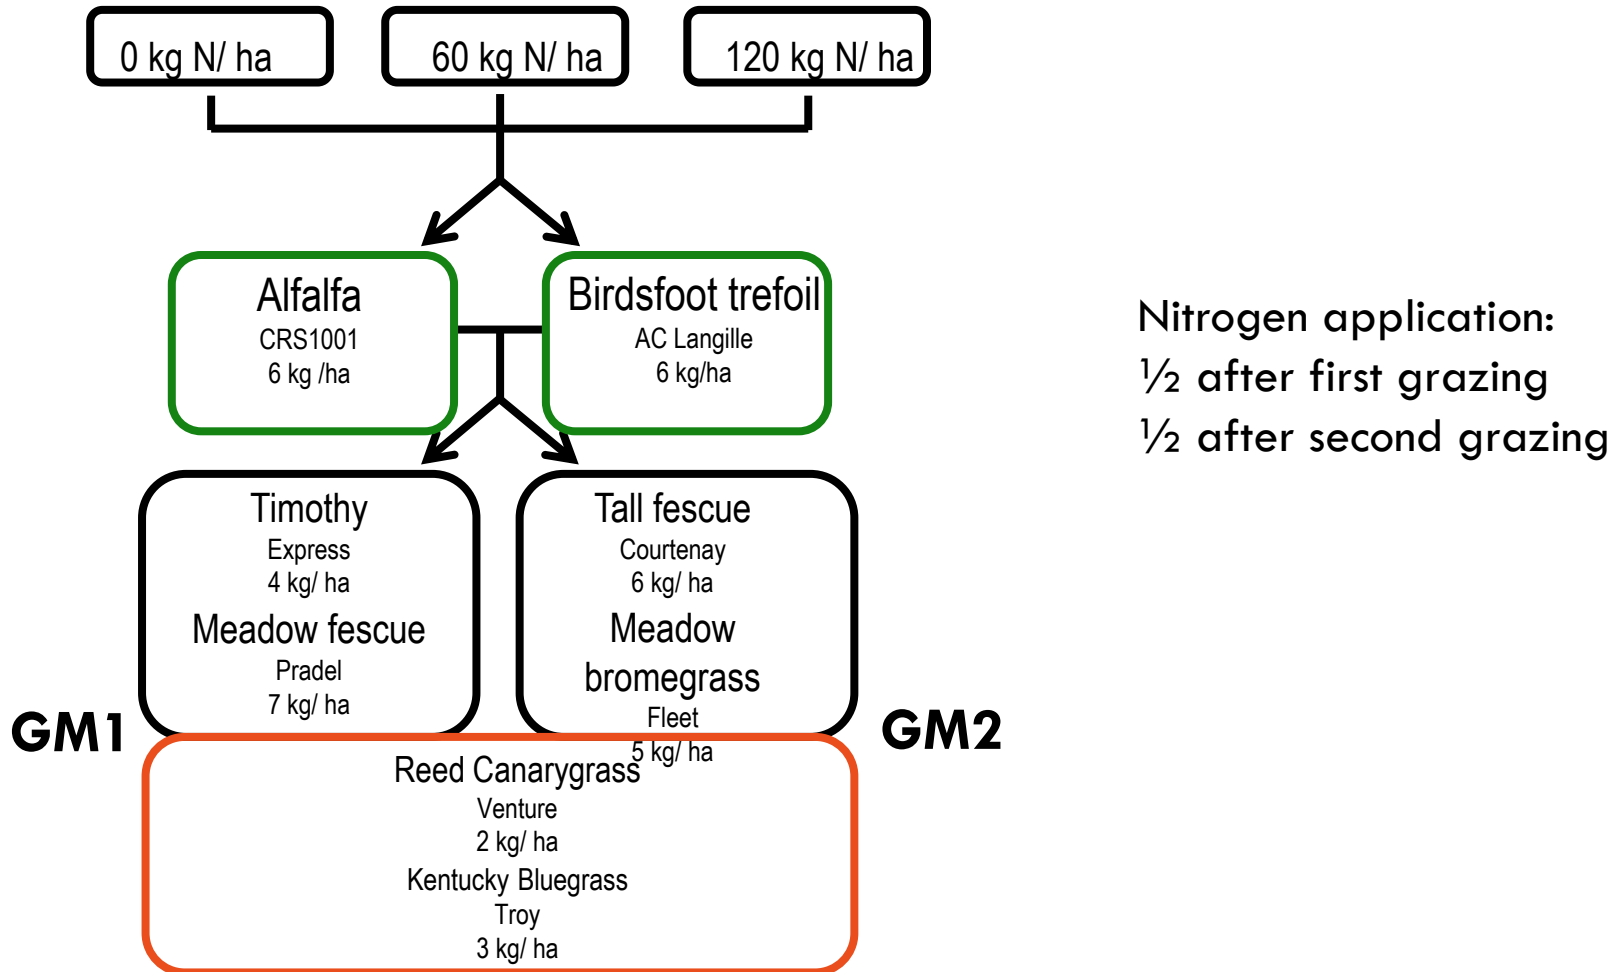 0 kg N/ ha
60 kg N/ ha
120 kg N/ ha
Alfalfa
CRS1001
6 kg /ha
Birdsfoot trefoil
AC Langille
6 kg/ha
Nitrogen application:
½ after first grazing
½ after second grazing
Timothy
Express
4 kg/ ha
Meadow fescue
Pradel
7 kg/ ha
Tall fescue
Courtenay
6 kg/ ha
Meadow
bromegrass
Fleet
5 kg/ ha
GM1
GM2
Reed Canarygrass
Venture
2 kg/ ha
Kentucky Bluegrass
Troy
3 kg/ ha